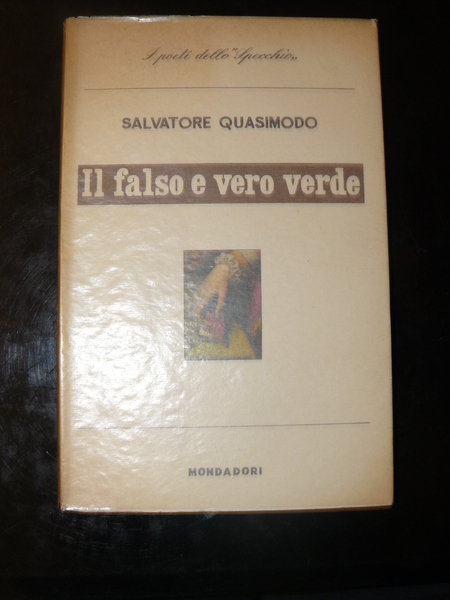 I poeti dello "Specchio„
SALVATORE QUASIMODO
Il falso e vero verde
MONDADORI